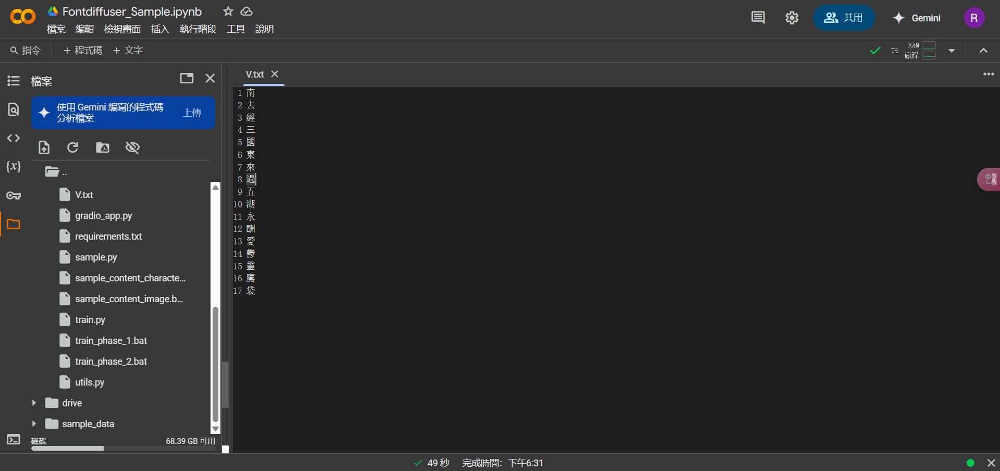 Fontdiffuser_Sample.ipynb
檔案 編輯 檢視畫面 插入 執行階段 工具 說明
共用
Gemini
R
指令 + 程式碼 + 文字
T4
RAM
磁碟
檔案
使用 Gemini 編寫的程式碼
分析檔案
上傳
{x}
..
V.txt
gradio_app.py
requirements.txt
sample.py
sample_content_characte...
sample_content_image.b...
train.py
train_phase_1.bat
train_phase_2.bat
utils.py
drive
sample_data
磁碟 68.39 GB 可用
V.txt
1 南
2 去
3 經
4 三
5 國
6 東
7 來
8 過
9 五
10 湖
11 永
12 酬
13 愛
14 鬱
15 靈
16 鷹
17 袋
中A
49 秒 完成時間: 下午6:31